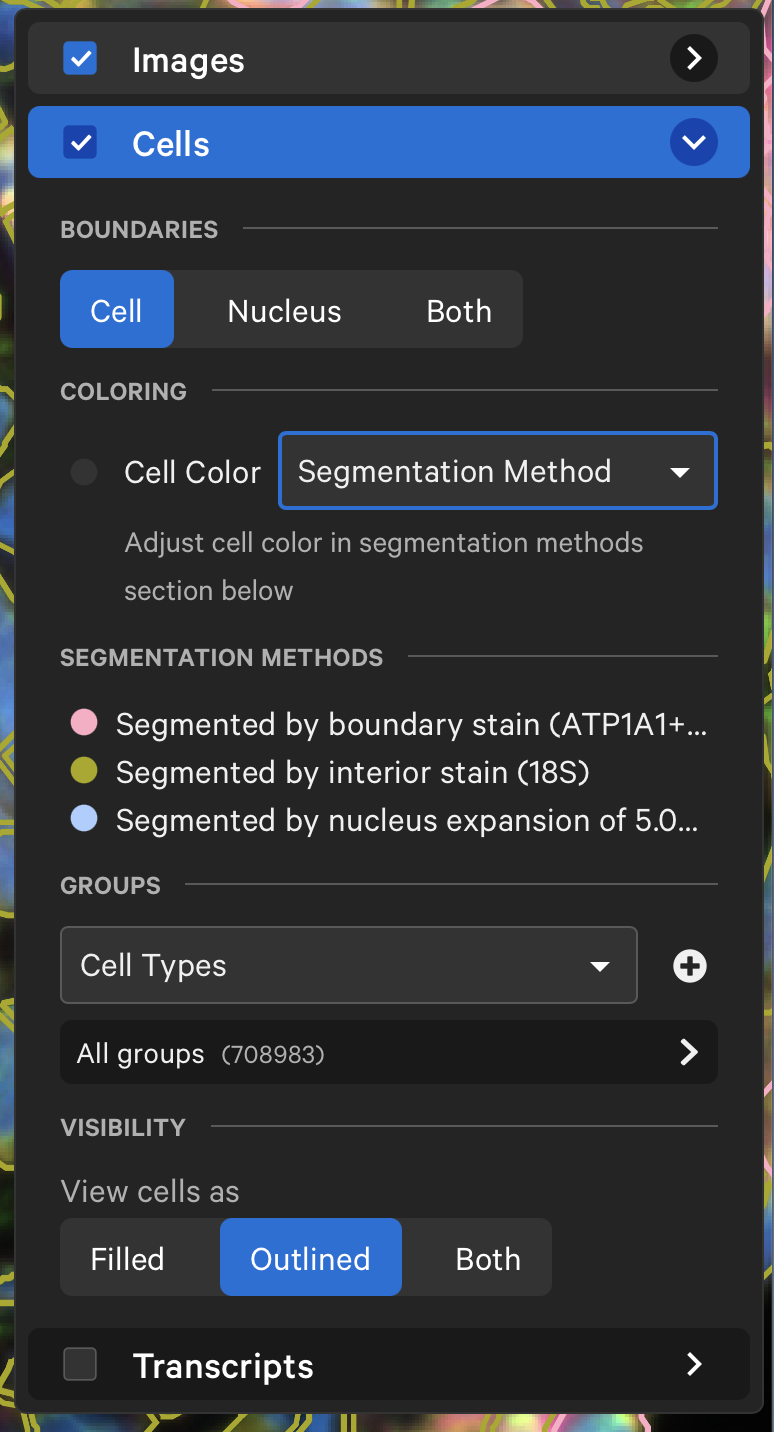 Images
Cells
BOUNDARIES
Cell Nucleus Both
COLORING
Cell Color Segmentation Method
Adjust cell color in segmentation methods
section below
SEGMENTATION METHODS
Segmented by boundary stain (ATP1A1+...
Segmented by interior stain (18S)
Segmented by nucleus expansion of 5.0...
GROUPS
Cell Types
All groups (708983)
VISIBILITY
View cells as
Filled Outlined Both
Transcripts